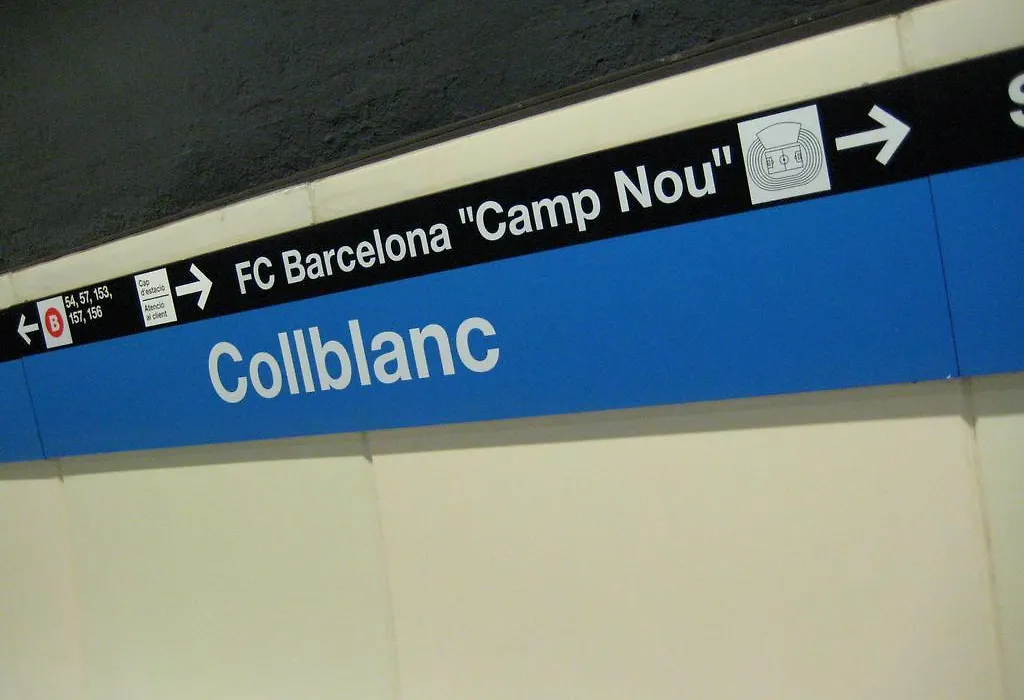 B
54, 57, 153,
157, 156
Cap
d'estació
Atenció
al client
FC Barcelona "Camp Nou"
Collblanc